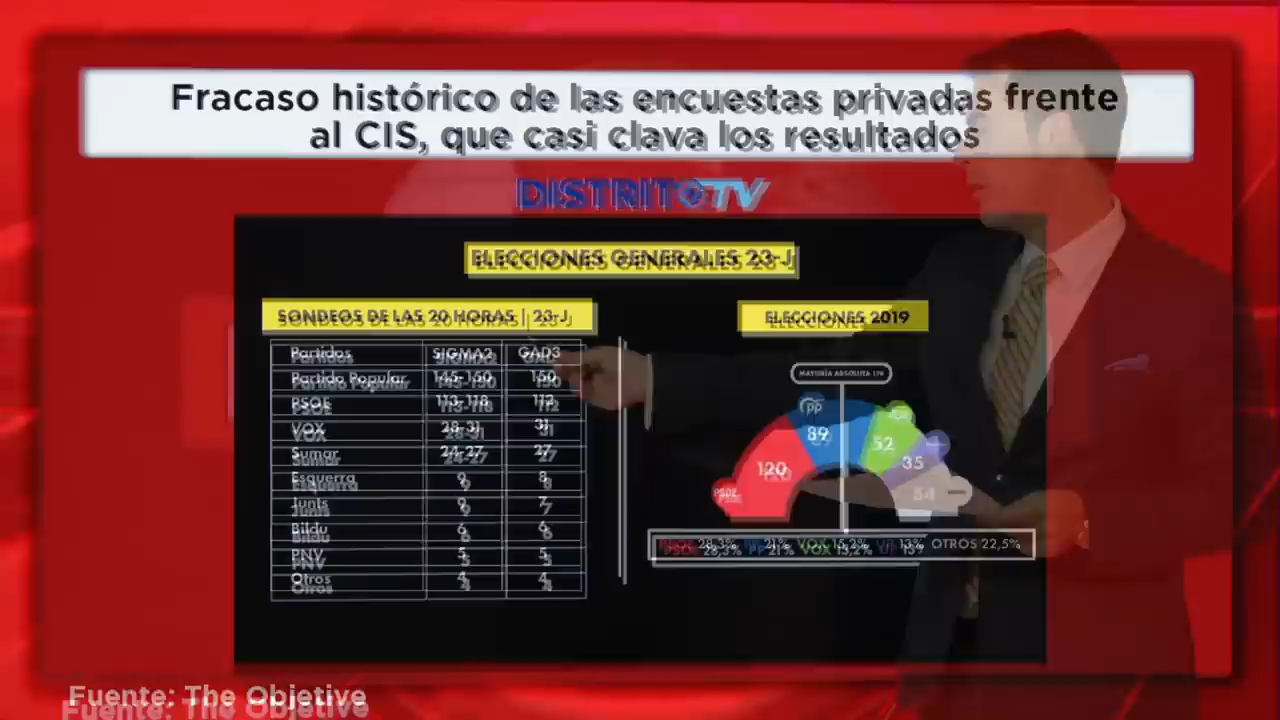 Fracaso histórico de las encuestas privadas frente
al CIS, que casi clava los resultados
DISTRITOTV
ELECCIONES GENERALES 23-J
SONDEOS DE LAS 20 HORAS | 23-J
ELECCIONES 2019
Partidos SIGMA2 GAD3
Partido Popular 145-150 150
PSOE 113-118 112
VOX 28-31 31
Sumar 24-27 27
Esquerra 9 8
Junts 9 7
Bildu 6 6
PNV 5 5
Otros 4 4
MAYORÍA ABSOLUTA 176
PP
89
52
35
120
54
PSOE
PSOE 28,3% PP 21% VOX 15,2% UP 13% OTROS 22,5%
Fuente: The Objetive